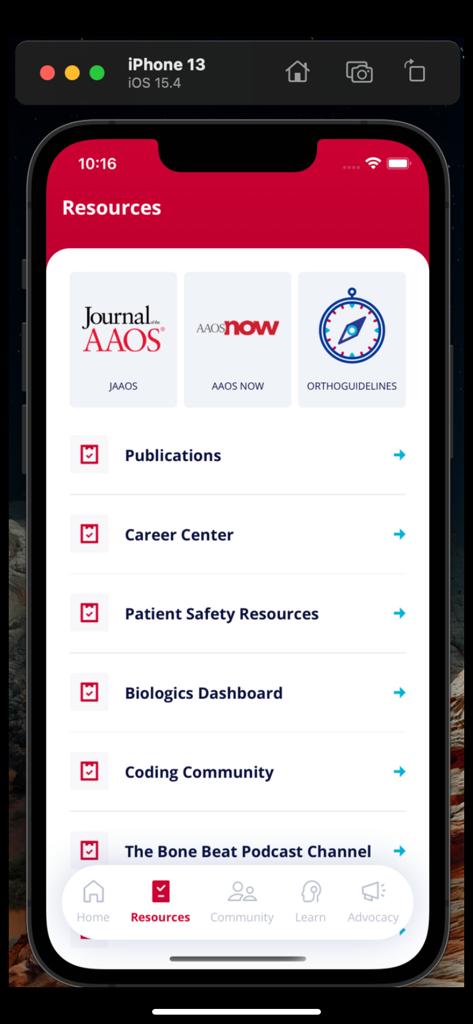 iPhone 13
iOS 15.4
10:16
Resources
Journal of the
AAOS®
AAOS now
JAAOS
AAOS NOW
ORTHOGUIDELINES
Publications
Career Center
Patient Safety Resources
Biologics Dashboard
Coding Community
The Bone Beat Podcast Channel
Home
Resources
Community
Learn
Advocacy